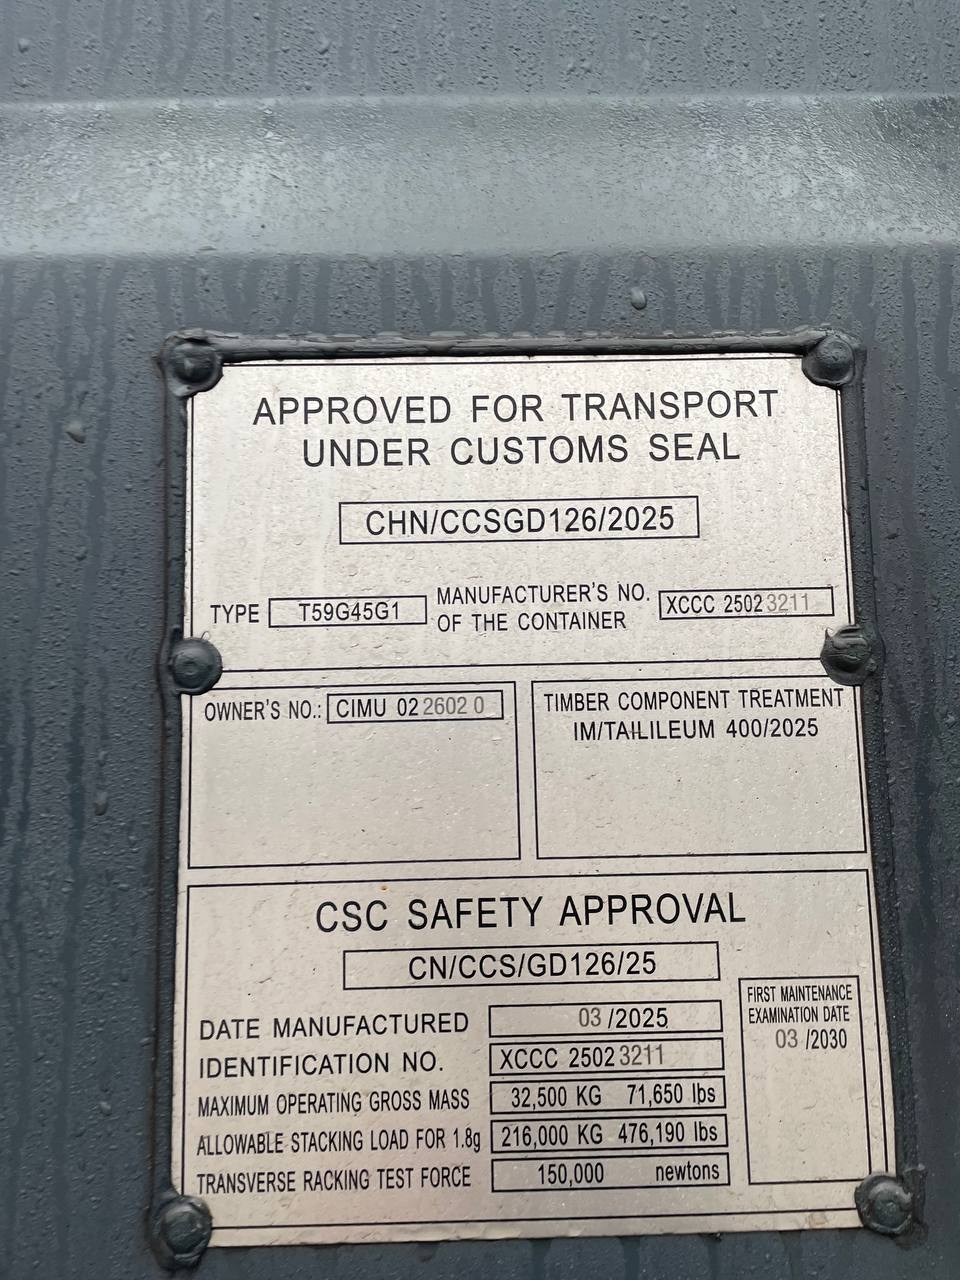 APPROVED FOR TRANSPORT
UNDER CUSTOMS SEAL
CHN/CCSGD126/2025
TYPE T59G45G1 MANUFACTURER'S NO. OF THE CONTAINER XCCC 2502 3211
OWNER'S NO.: CIMU 02 2602 0
TIMBER COMPONENT TREATMENT
IM/TAILILEUM 400/2025
CSC SAFETY APPROVAL
CN/CCS/GD126/25
DATE MANUFACTURED 03 /2025
IDENTIFICATION NO. XCCC 2502 3211
MAXIMUM OPERATING GROSS MASS 32,500 KG 71,650 lbs
ALLOWABLE STACKING LOAD FOR 1.8g 216,000 KG 476,190 lbs
TRANSVERSE RACKING TEST FORCE 150,000 newtons
FIRST MAINTENANCE
EXAMINATION DATE
03 /2030